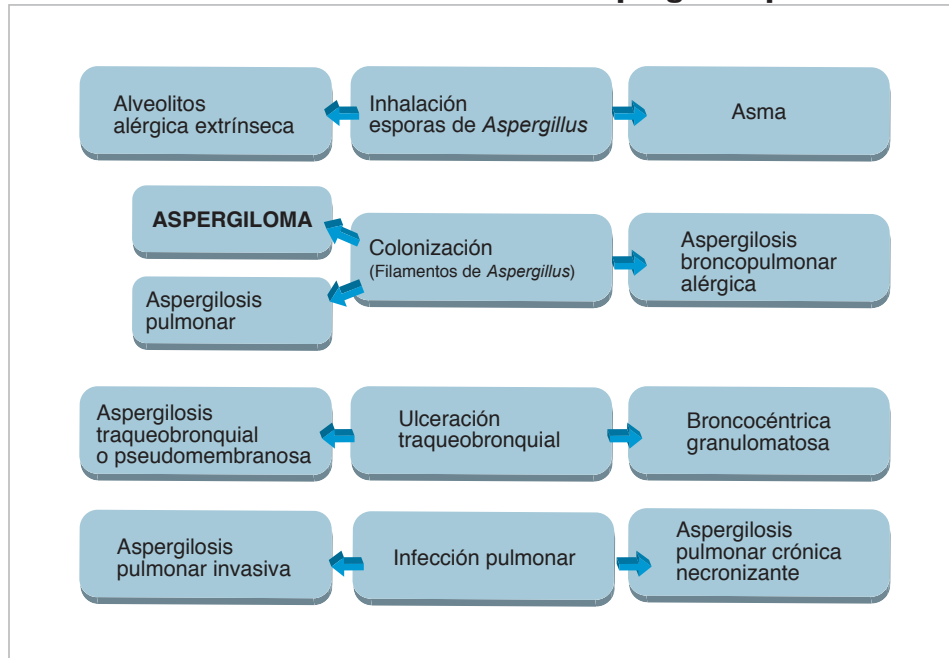 Alveolitos
alérgica extrínseca
Inhalación
esporas de Aspergillus
Asma
ASPERGILOMA
Colonización
(Filamentos de Aspergillus)
Aspergilosis
broncopulmonar
alérgica
Aspergilosis
pulmonar
Aspergilosis
traqueobronquial
o pseudomembranosa
Ulceración
traqueobronquial
Broncocéntrica
granulomatosa
Aspergilosis
pulmonar invasiva
Infección pulmonar
Aspergilosis
pulmonar crónica
necronizante